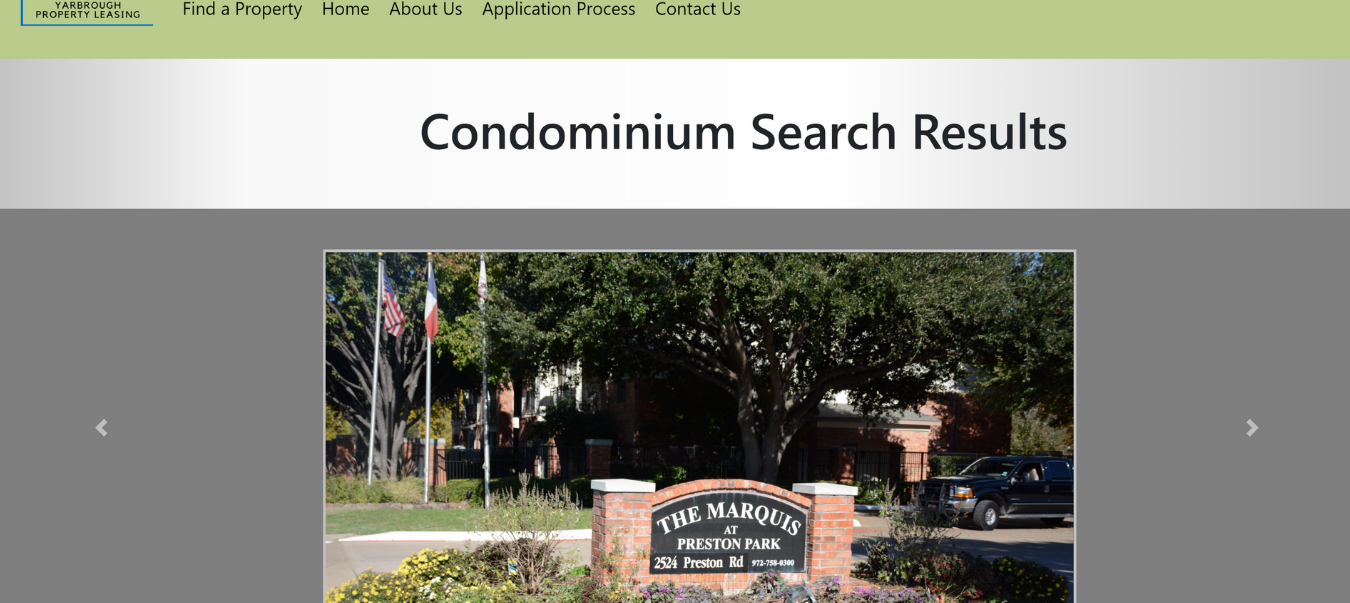 YARBROUGH
PROPERTY LEASING
Find a Property Home About Us Application Process Contact Us
Condominium Search Results
THE MARQUIS
AT
PRESTON PARK
2524 Preston Rd 972-758-0300